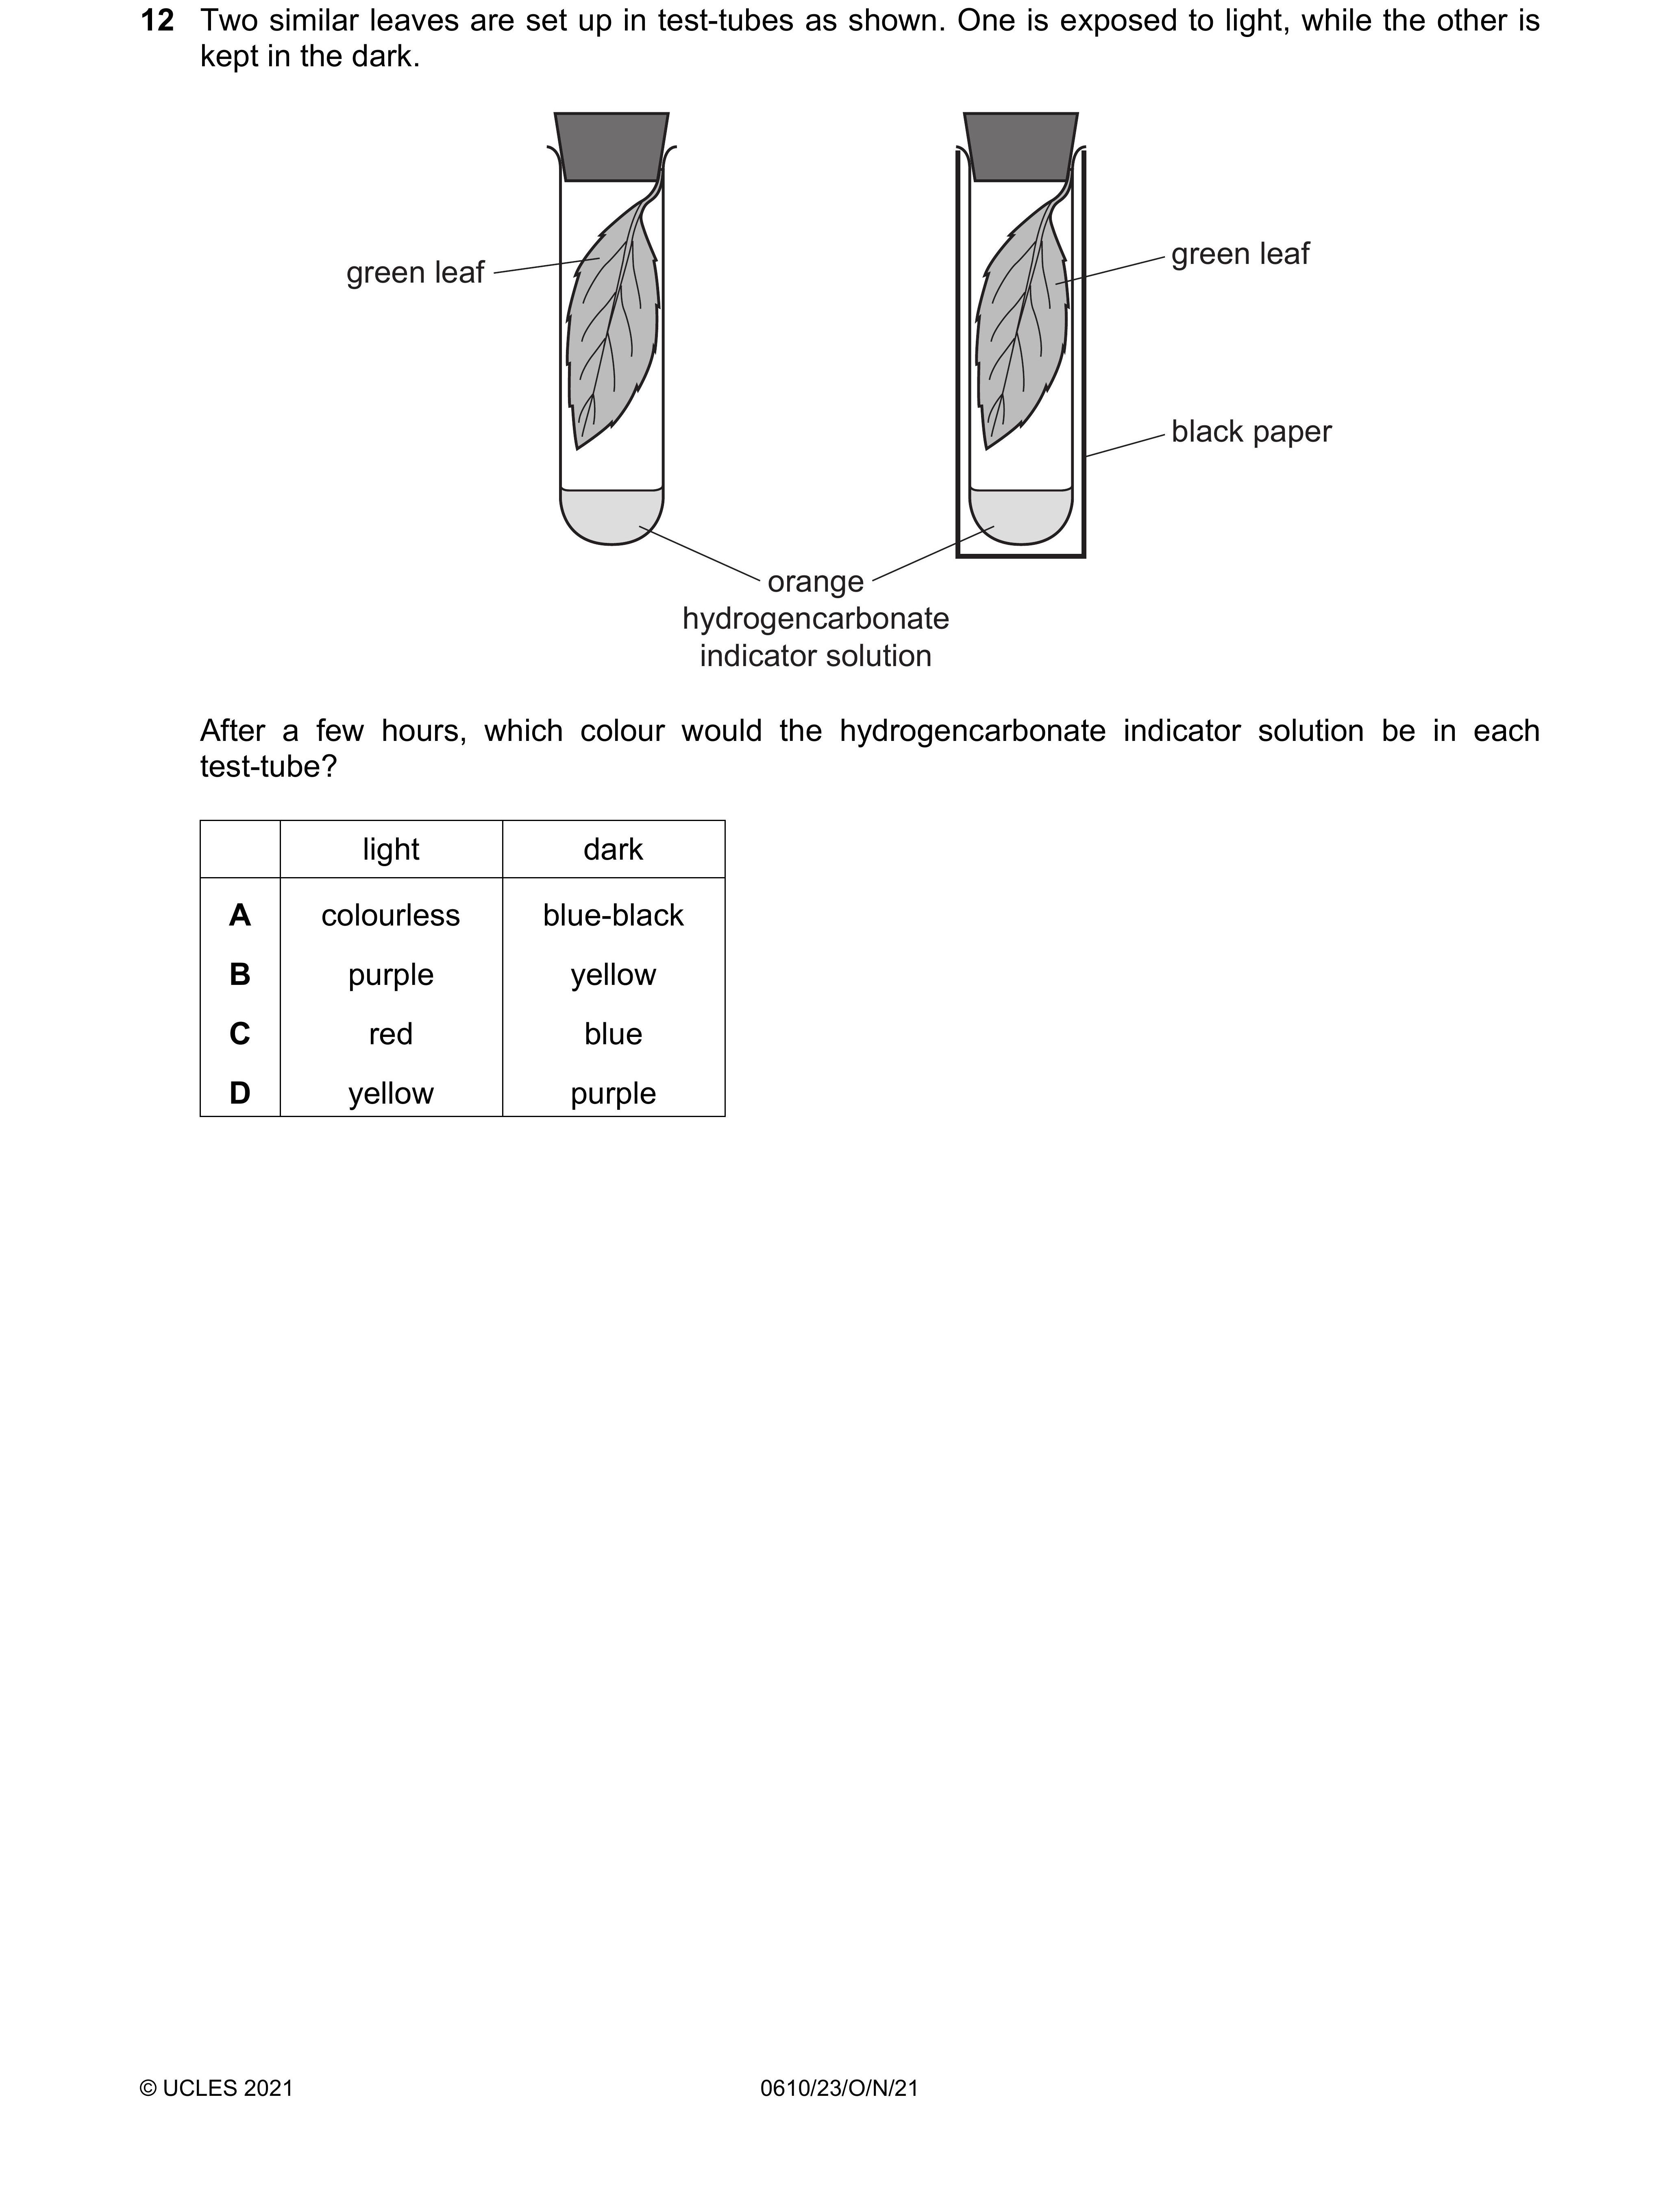 12 Two similar leaves are set up in test-tubes as shown. One is exposed to light, while the other is
kept in the dark.
green leaf
green leaf
black paper
orange
hydrogencarbonate
indicator solution
After a few hours, which colour would the hydrogencarbonate indicator solution be in each
test-tube?
light dark
A colourless blue-black
B purple yellow
C red blue
D yellow purple
© UCLES 2021 0610/23/O/N/21